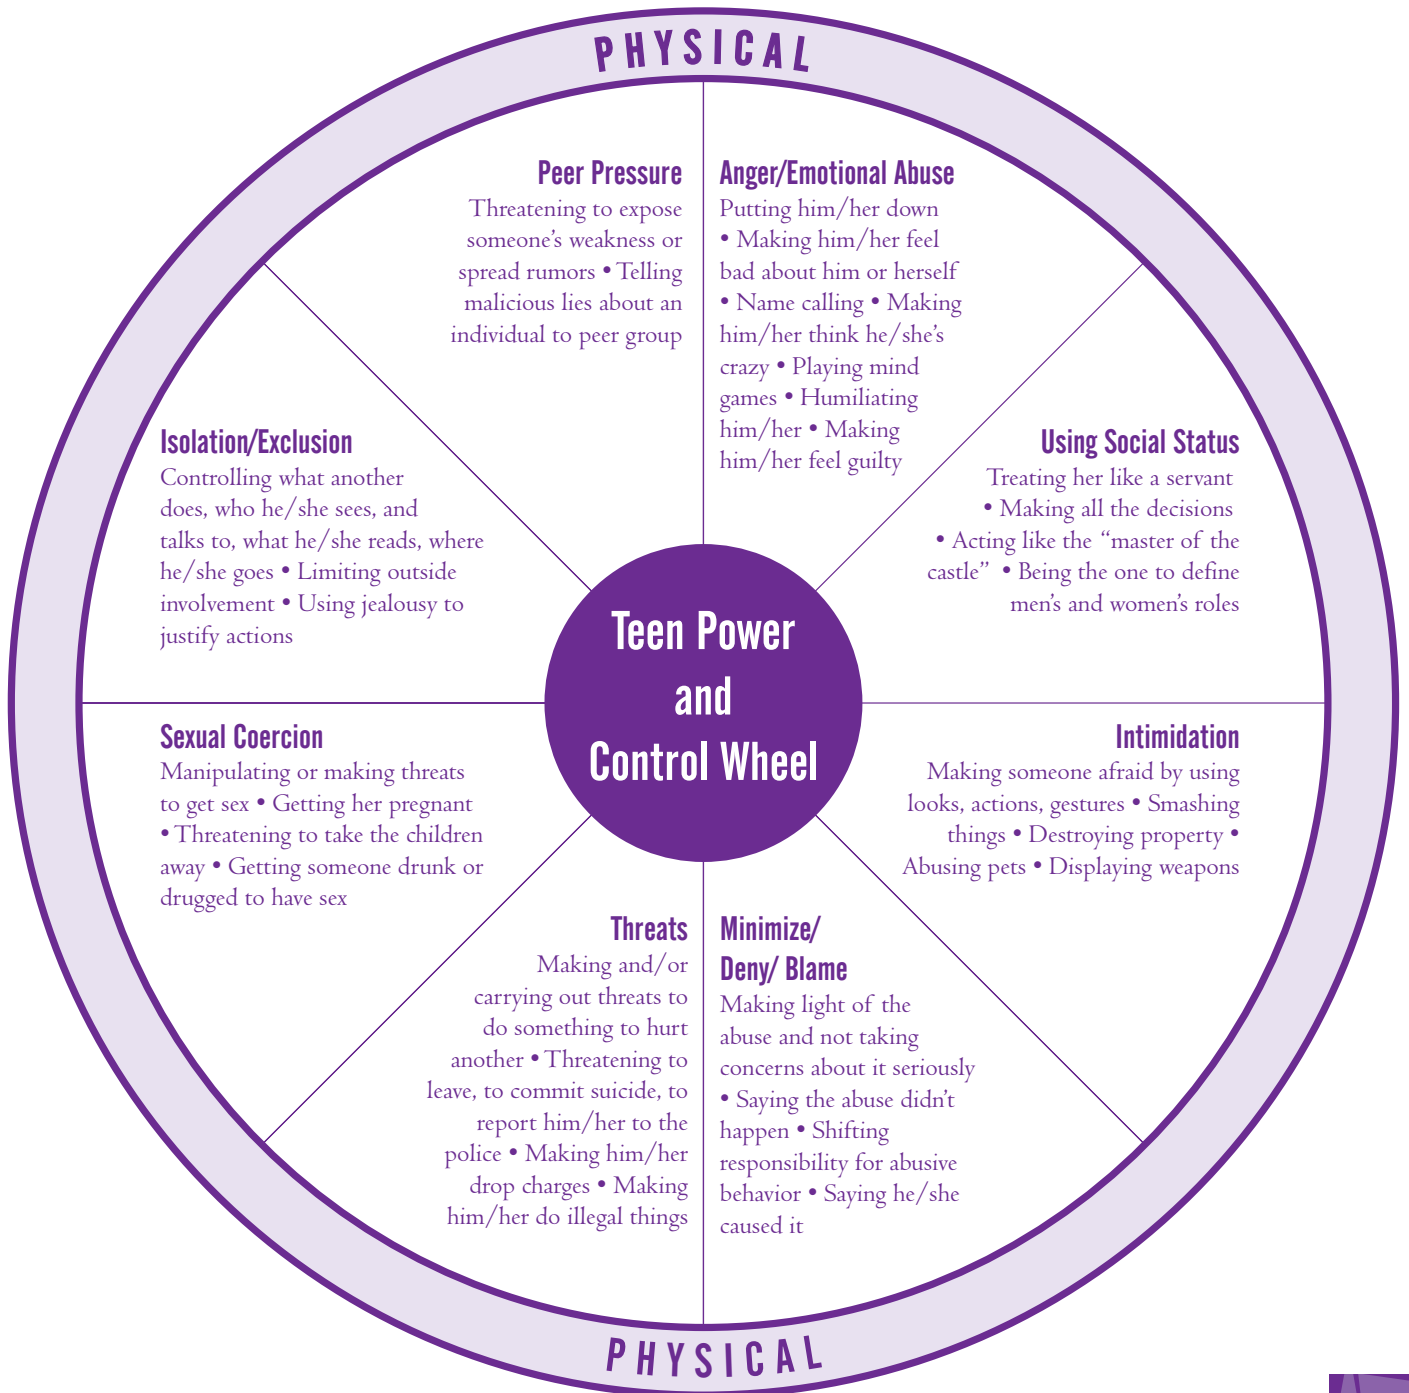 PHYSICAL
Peer Pressure
Threatening to expose
someone's weakness or
spread rumors • Telling
malicious lies about an
individual to peer group
Anger/Emotional Abuse
Putting him/her down
• Making him/her feel
bad about him or herself
• Name calling • Making
him/her think he/she's
crazy • Playing mind
games • Humiliating
him/her • Making
him/her feel guilty
Isolation/Exclusion
Controlling what another
does, who he/she sees, and
talks to, what he/she reads, where
he/she goes • Limiting outside
involvement • Using jealousy to
justify actions
Using Social Status
Treating her like a servant
• Making all the decisions
• Acting like the “master of the
castle” • Being the one to define
men's and women's roles
Teen Power
and
Control Wheel
Sexual Coercion
Manipulating or making threats
to get sex • Getting her pregnant
• Threatening to take the children
away • Getting someone drunk or
drugged to have sex
Intimidation
Making someone afraid by using
looks, actions, gestures • Smashing
things • Destroying property •
Abusing pets • Displaying weapons
Threats
Making and/or
carrying out threats to
do something to hurt
another • Threatening to
leave, to commit suicide, to
report him/her to the
police • Making him/her
drop charges • Making
him/her do illegal things
Minimize/
Deny/ Blame
Making light of the
abuse and not taking
concerns about it seriously
• Saying the abuse didn't
happen • Shifting
responsibility for abusive
behavior • Saying he/she
caused it
PHYSICAL